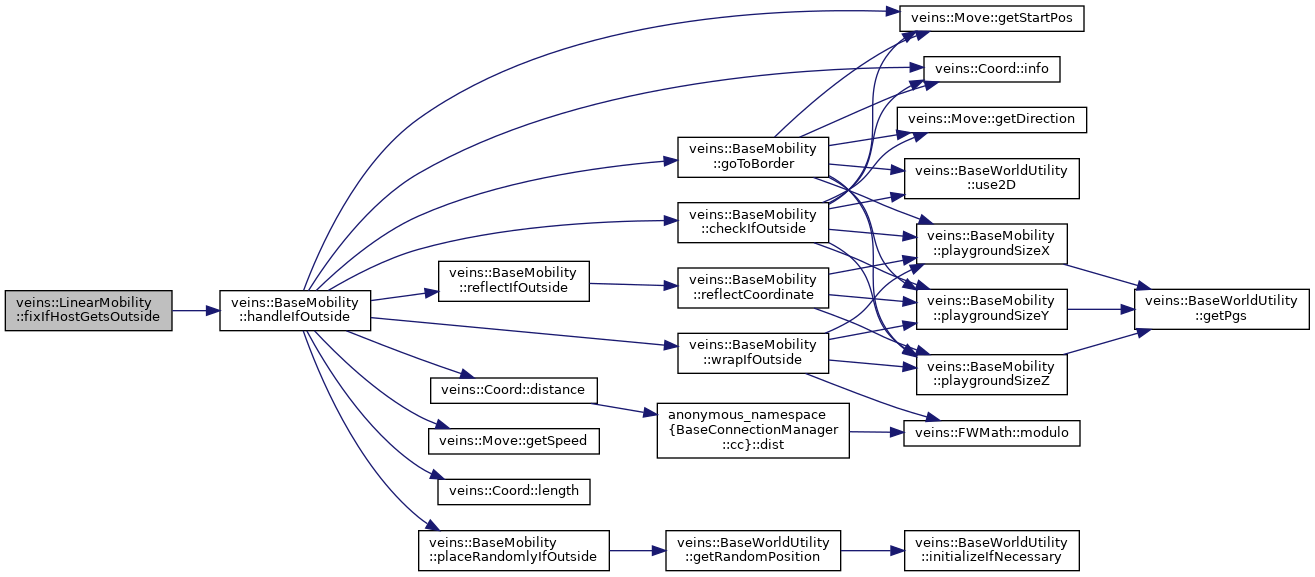 veins::LinearMobility
::fixIfHostGetsOutside
veins::BaseMobility
::handleIfOutside
veins::BaseMobility
::reflectIfOutside
veins::Coord::distance
veins::Move::getSpeed
veins::Coord::length
veins::BaseMobility
::placeRandomlyIfOutside
veins::BaseMobility
::goToBorder
veins::BaseMobility
::checkIfOutside
veins::BaseMobility
::reflectCoordinate
veins::BaseMobility
::wrapIfOutside
anonymous_namespace
{BaseConnectionManager
::cc}::dist
veins::BaseWorldUtility
::getRandomPosition
veins::Move::getStartPos
veins::Coord::info
veins::Move::getDirection
veins::BaseWorldUtility
::use2D
veins::BaseMobility
::playgroundSizeX
veins::BaseMobility
::playgroundSizeY
veins::BaseMobility
::playgroundSizeZ
veins::FWMath::modulo
veins::BaseWorldUtility
::initializeIfNecessary
veins::BaseWorldUtility
::getPgs